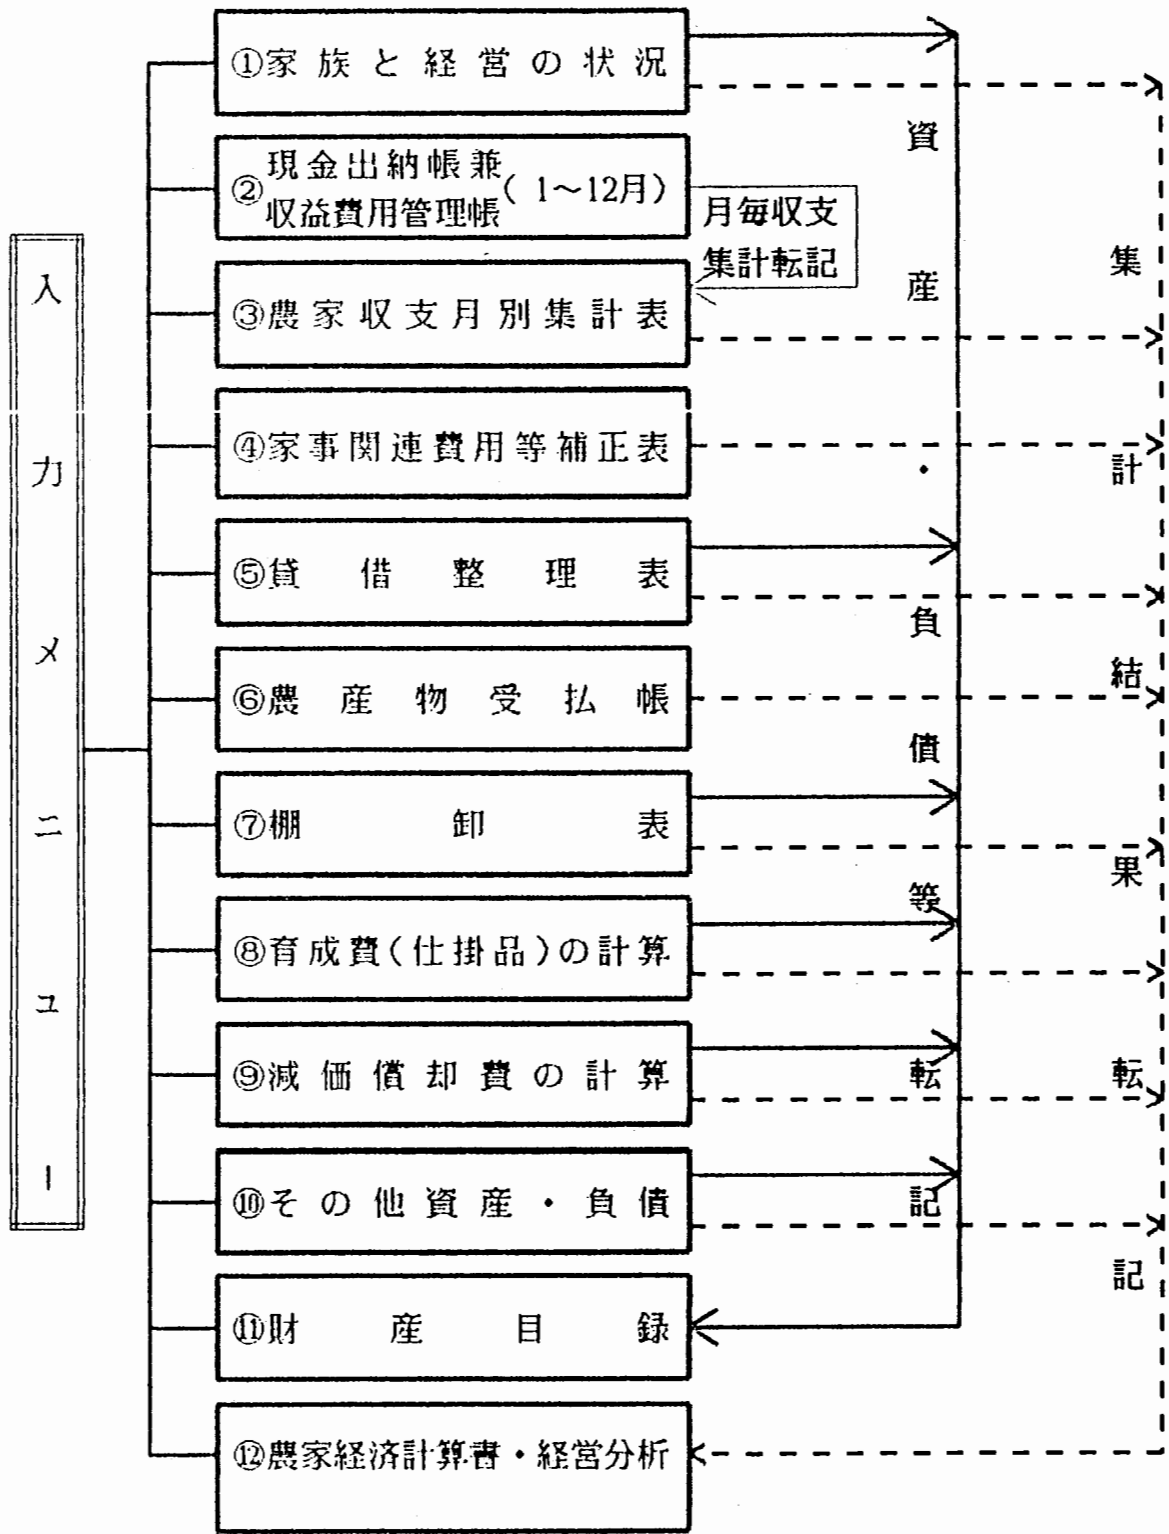 入力メニュー
①家族と経営の状況
②現金出納帳兼
収益費用管理帳(1～12月)
月毎収支
集計転記
③農家収支月別集計表
④家事関連費用等補正表
⑤貸借整理表
⑥農産物受払帳
⑦棚卸表
⑧育成費(仕掛品)の計算
⑨減価償却費の計算
⑩その他資産・負債
⑪財産目録
⑫農家経済計算書・経営分析
資産・負債等転記
集計結果転記